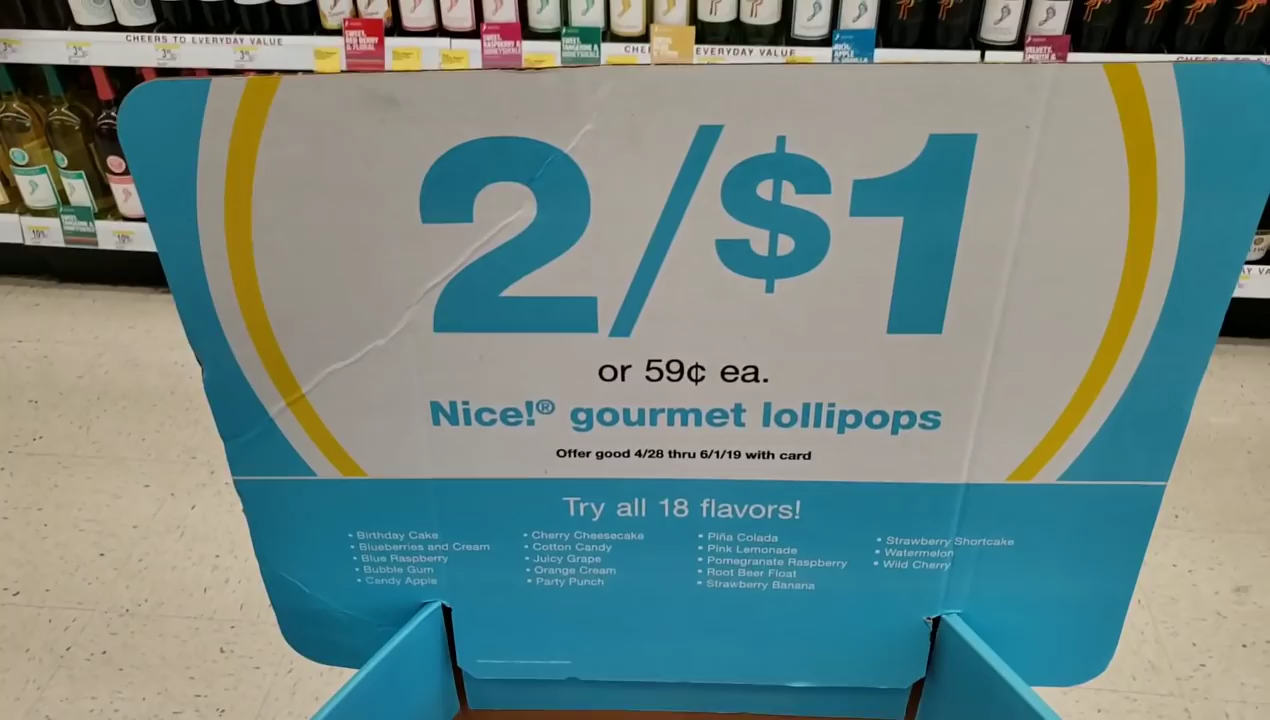 CHEERS TO EVERYDAY VALUE
EVERYDAY VALUE
2/$1
or 59¢ ea.
Nice!® gourmet lollipops
Offer good 4/28 thru 6/1/19 with card
Try all 18 flavors!
• Birthday Cake
• Blueberries and Cream
• Blue Raspberry
• Bubble Gum
• Candy Apple
• Cherry Cheesecake
• Cotton Candy
• Juicy Grape
• Orange Cream
• Party Punch
• Piña Colada
• Pink Lemonade
• Pomegranate Raspberry
• Root Beer Float
• Strawberry Banana
• Strawberry Shortcake
• Watermelon
• Wild Cherry